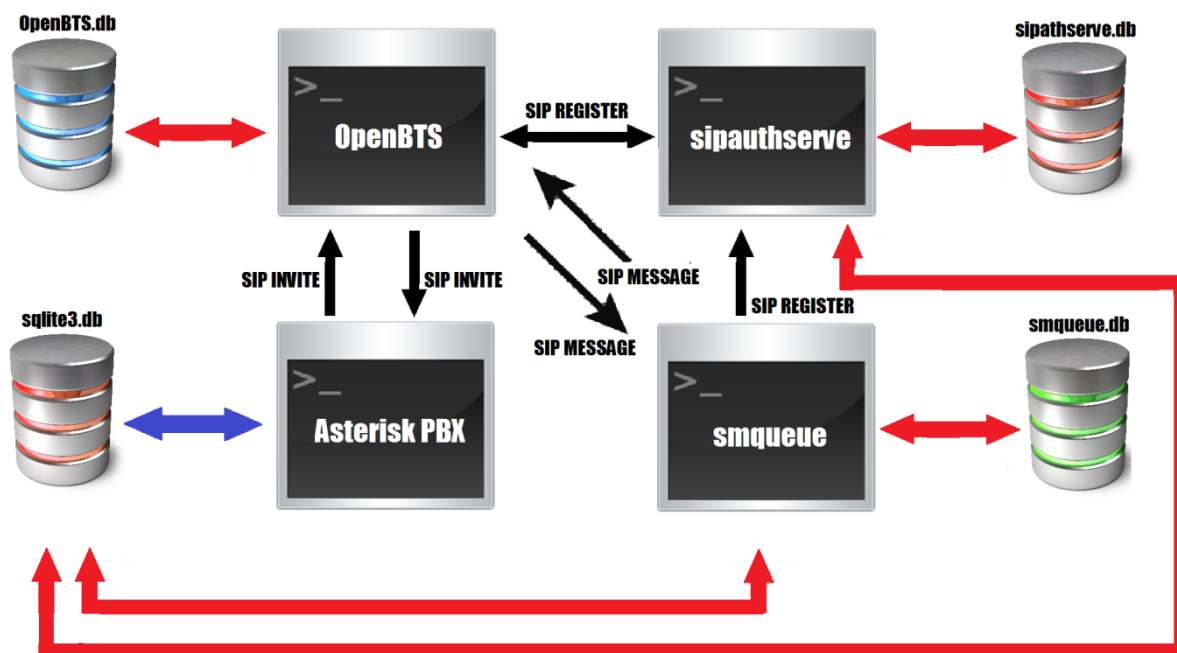 OpenBTS.db
sipathserve.db
>_
OpenBTS
SIP REGISTER
>_
sipauthserve
SIP INVITE
SIP INVITE
SIP MESSAGE
SIP REGISTER
SIP MESSAGE
sqlite3.db
smqueue.db
>_
Asterisk PBX
>_
smqueue